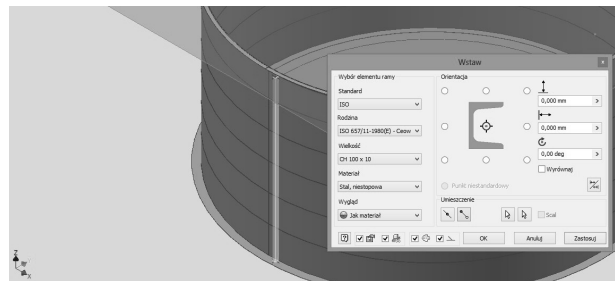 Wstaw
Wybór elementu ramy
Standard
ISO
Rodzina
ISO 657/11-1980(E) - Ceow
Wielkość
CH 100 x 10
Materiał
Stal, niestopowa
Wygląd
Jak materiał
Orientacja
0,000 mm
0,000 mm
0,00 deg
Wyrównaj
Punkt niestandardowy
Umieszczenie
Scal
OK Anuluj Zastosuj
Z
Y
X